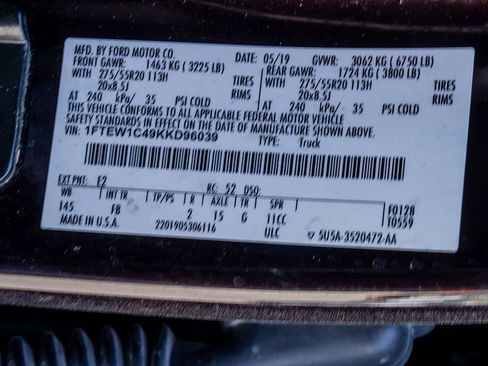 MFD. BY FORD MOTOR CO. DATE: 05/19 GVWR: 3062 KG ( 6750 LB)
FRONT GAWR: 1463 KG ( 3225 LB) REAR GAWR: 1724 KG ( 3800 LB)
WITH 275/55R20 113H TIRES WITH 275/55R20 113H TIRES
20x8.5J RIMS 20x8.5J RIMS
AT 240 kPa/ 35 PSI COLD AT 240 kPa/ 35 PSI COLD
THIS VEHICLE CONFORMS TO ALL APPLICABLE FEDERAL MOTOR VEHICLE
SAFETY STANDARDS IN EFFECT ON THE DATE OF MANUFACTURE SHOWN ABOVE.
VIN: 1FTEW1C49KKD96039 TYPE: Truck
EXT PNT: E2 RC: 52 DSO:
WB INT TR TP/PS R AXLE TR SPR F0128
145 FB 2 15 G 11CC T0559
MADE IN U.S.A. 2201905306116 ULC 5U5A-3520472-AA